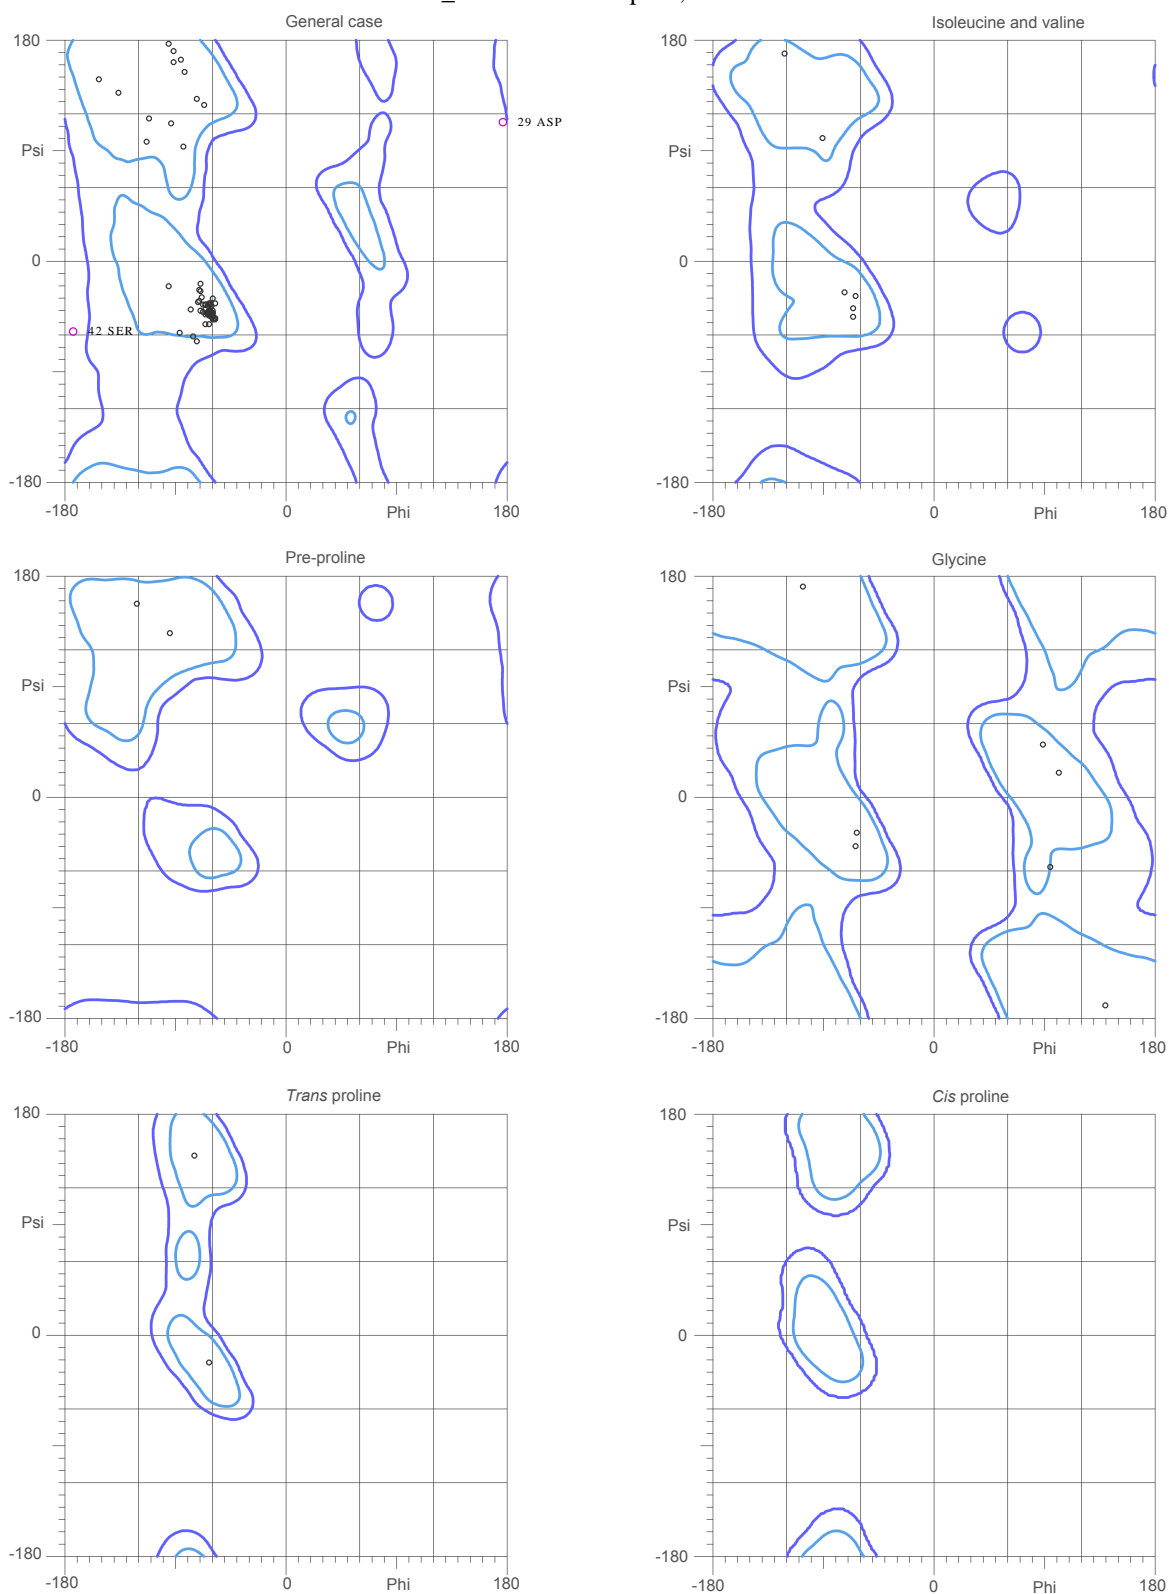 General case
180
Psi
0
-180
-180
0
Phi
180
29 ASP
42 SER
Isoleucine and valine
180
Psi
0
-180
-180
0
Phi
180
Pre-proline
180
Psi
0
-180
-180
0
Phi
180
Glycine
180
Psi
0
-180
-180
0
Phi
180
Trans proline
180
Psi
0
-180
-180
0
Phi
180
Cis proline
180
Psi
0
-180
-180
0
Phi
180